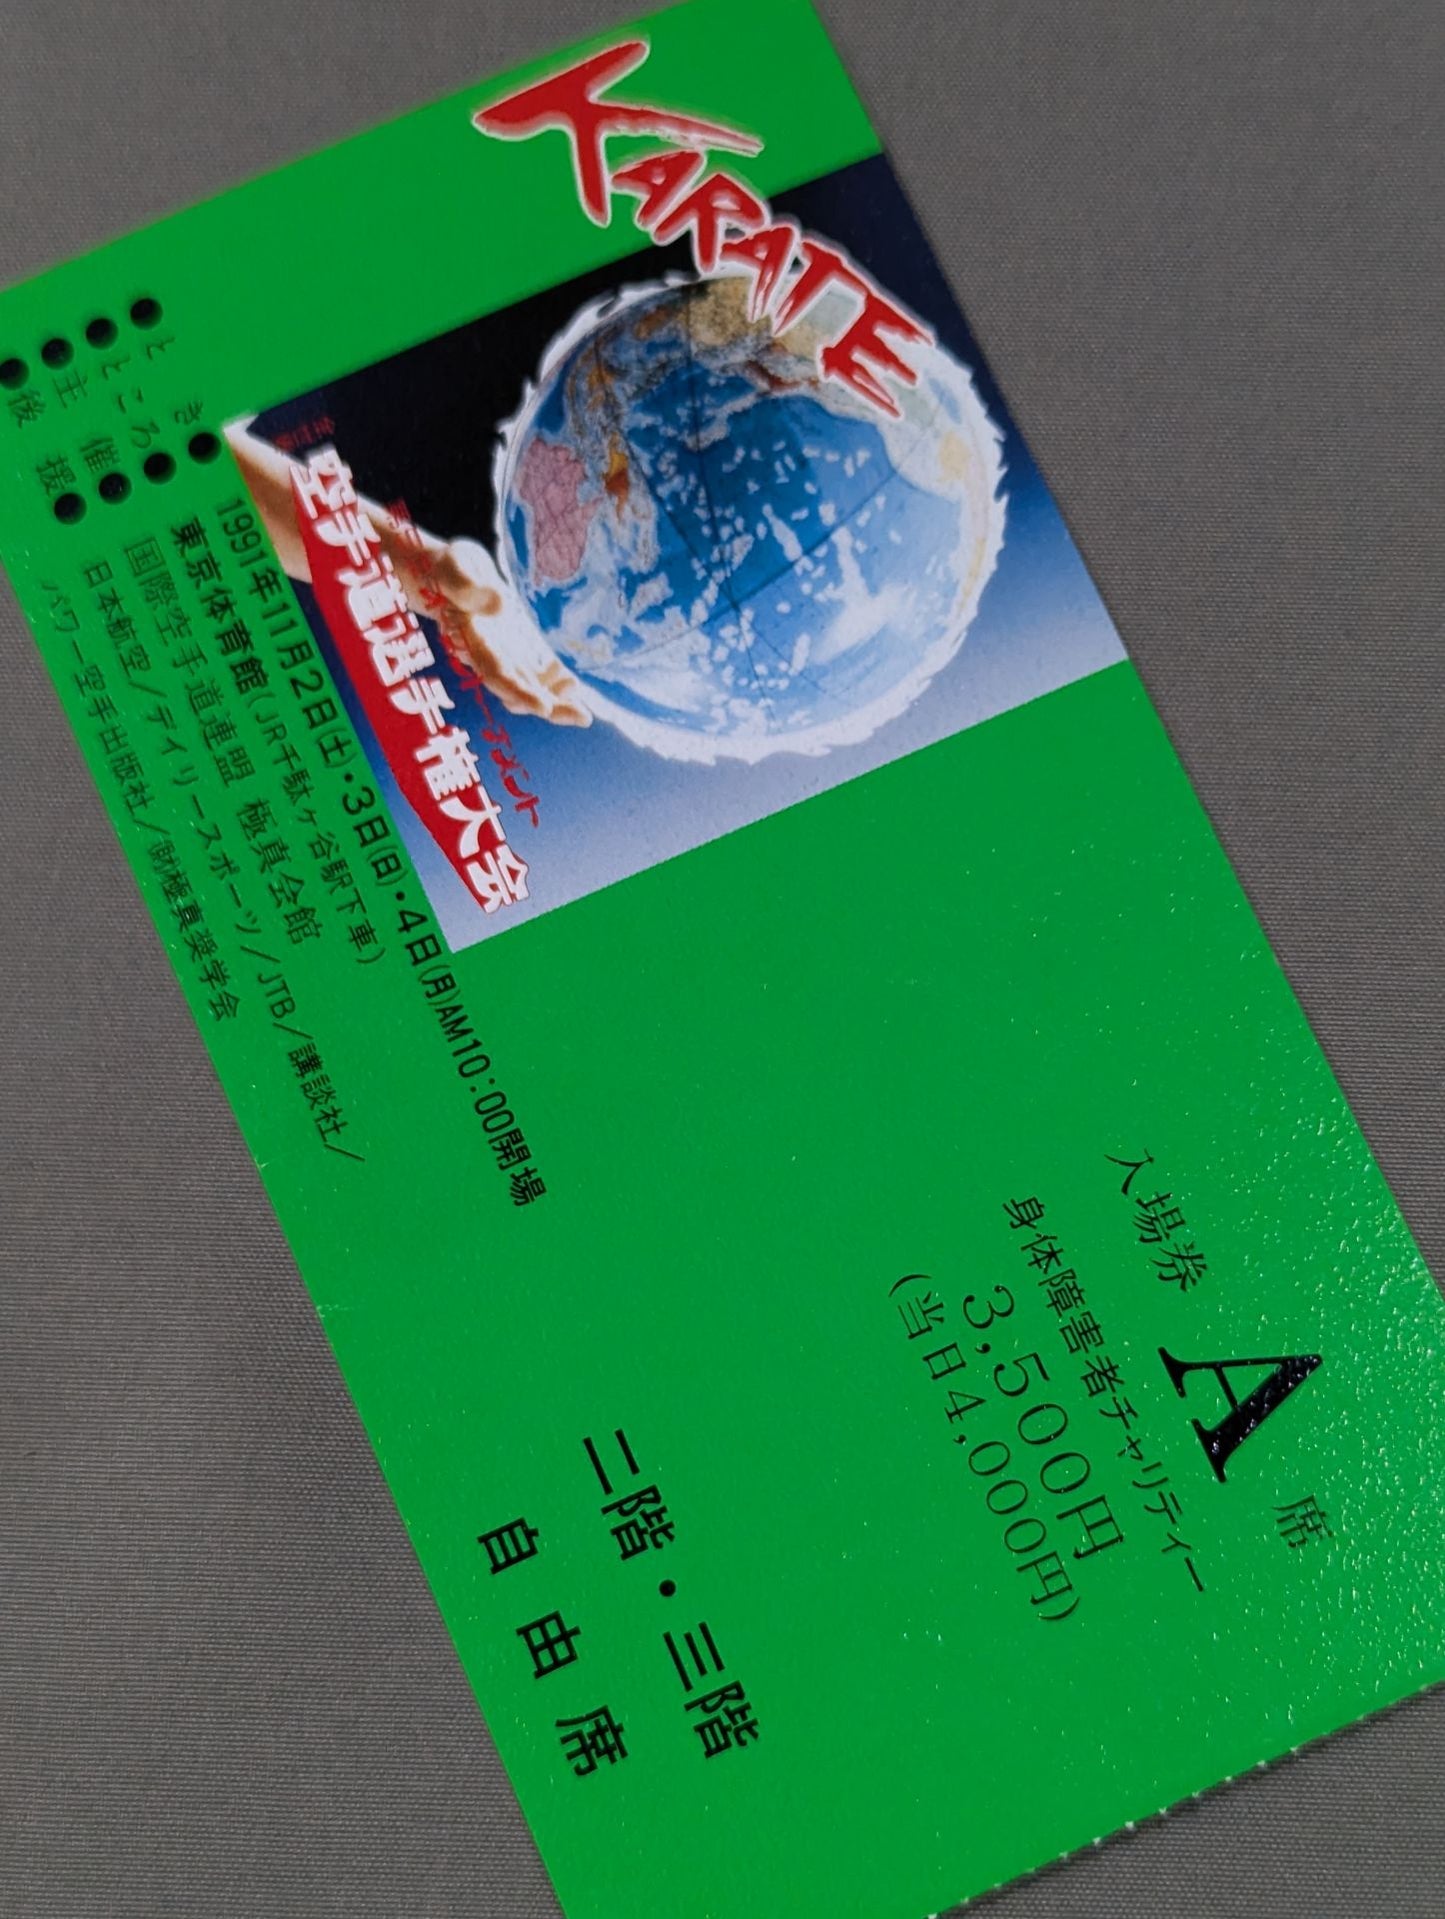 KARATE
空手道選手権大会
とき
1991年11月2日(土)・3日(日)・4日(月)AM10:00開場
ところ
東京体育館(JR千駄ヶ谷駅下車)
主催
国際空手道連盟 極真会館
後援
日本航空/デイリースポーツ/JTB/講談社/
パワー空手出版社/財極真奨学会
入場券
A席
身体障害者チャリティー
3,500円
(当日4,000円)
二階・三階
自由席